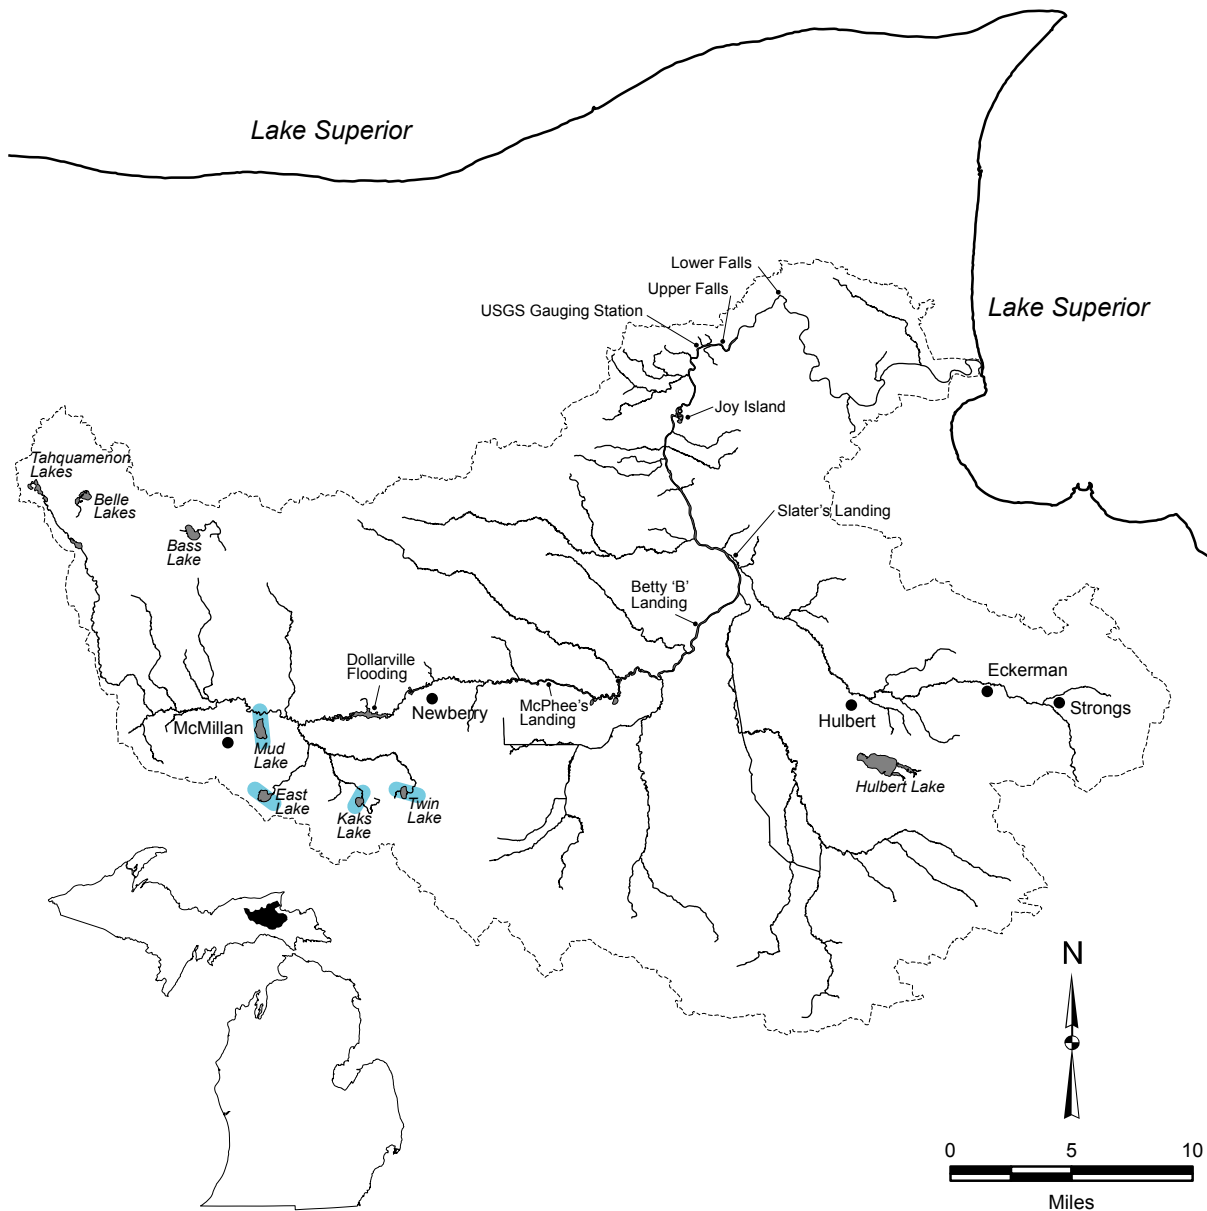 Lake Superior
Lower Falls
Upper Falls
USGS Gauging Station
Lake Superior
Joy Island
Tahquamenon
Lakes
Belle
Lakes
Bass
Lake
Slater's Landing
Betty 'B'
Landing
Dollarville
Flooding
Eckerman
McMillan
Newberry
McPhee's
Landing
Hulbert
Strongs
Mud
Lake
Hulbert Lake
East
Lake
Kaks
Lake
Twin
Lake
N
0 5 10
Miles